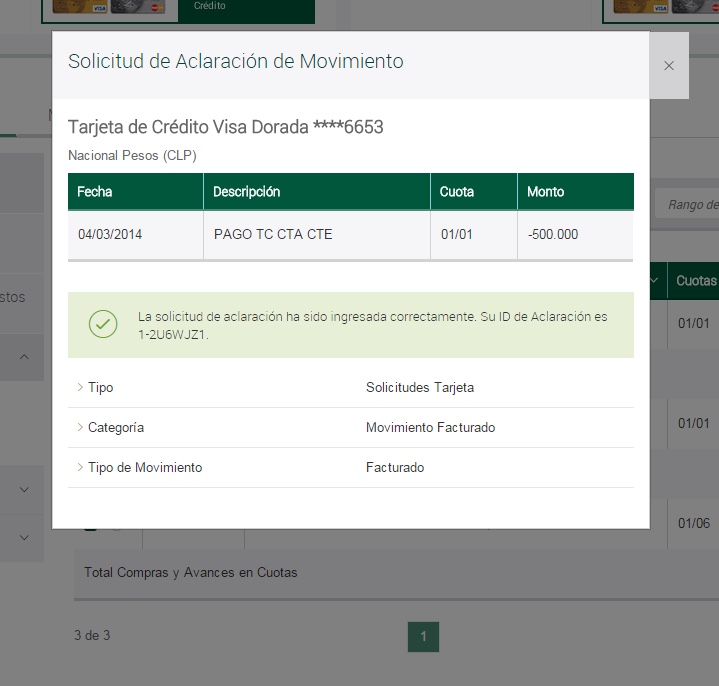 Crédito
Solicitud de Aclaración de Movimiento
Tarjeta de Crédito Visa Dorada ****6653
Nacional Pesos (CLP)
Fecha Descripción Cuota Monto
04/03/2014 PAGO TC CTA CTE 01/01 -500.000
La solicitud de aclaración ha sido ingresada correctamente. Su ID de Aclaración es
1-2U6WJZ1.
Tipo Solicitudes Tarjeta
Categoría Movimiento Facturado
Tipo de Movimiento Facturado
Rango de
stos
Cuotas
01/01
01/01
01/06
Total Compras y Avances en Cuotas
3 de 3
1